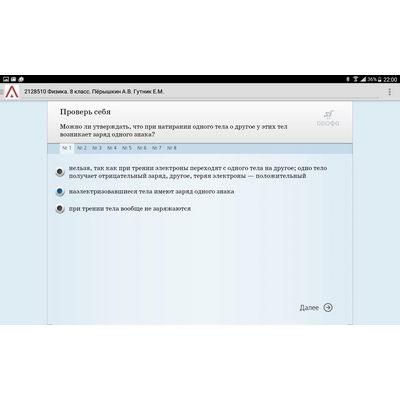 36% 22:00
2128510 Физика. 8 класс. Пёрышкин А.В. Гутник Е.М.
Проверь себя
дрофа
Можно ли утверждать, что при натирании одного тела о другое у этих тел
возникает заряд одного знака?
№ 1 № 2 № 3 № 4 № 5 № 6 № 7 № 8
нельзя, так как при трении электроны переходят с одного тела на другое; одно тело
получает отрицательный заряд, другое, теряя электроны — положительный
наэлектризовавшиеся тела имеют заряд одного знака
при трении тела вообще не заряжаются
Далее